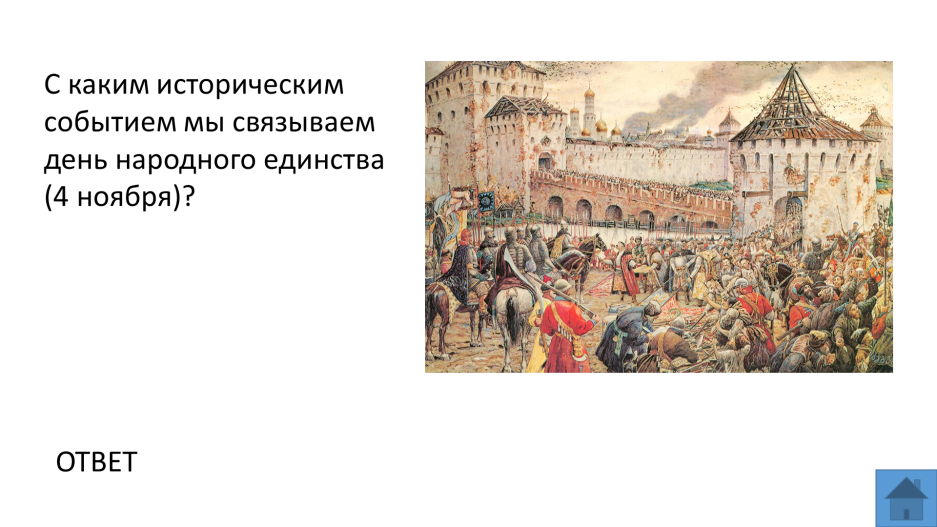 С каким историческим
событием мы связываем
день народного единства
(4 ноября)?
ОТВЕТ